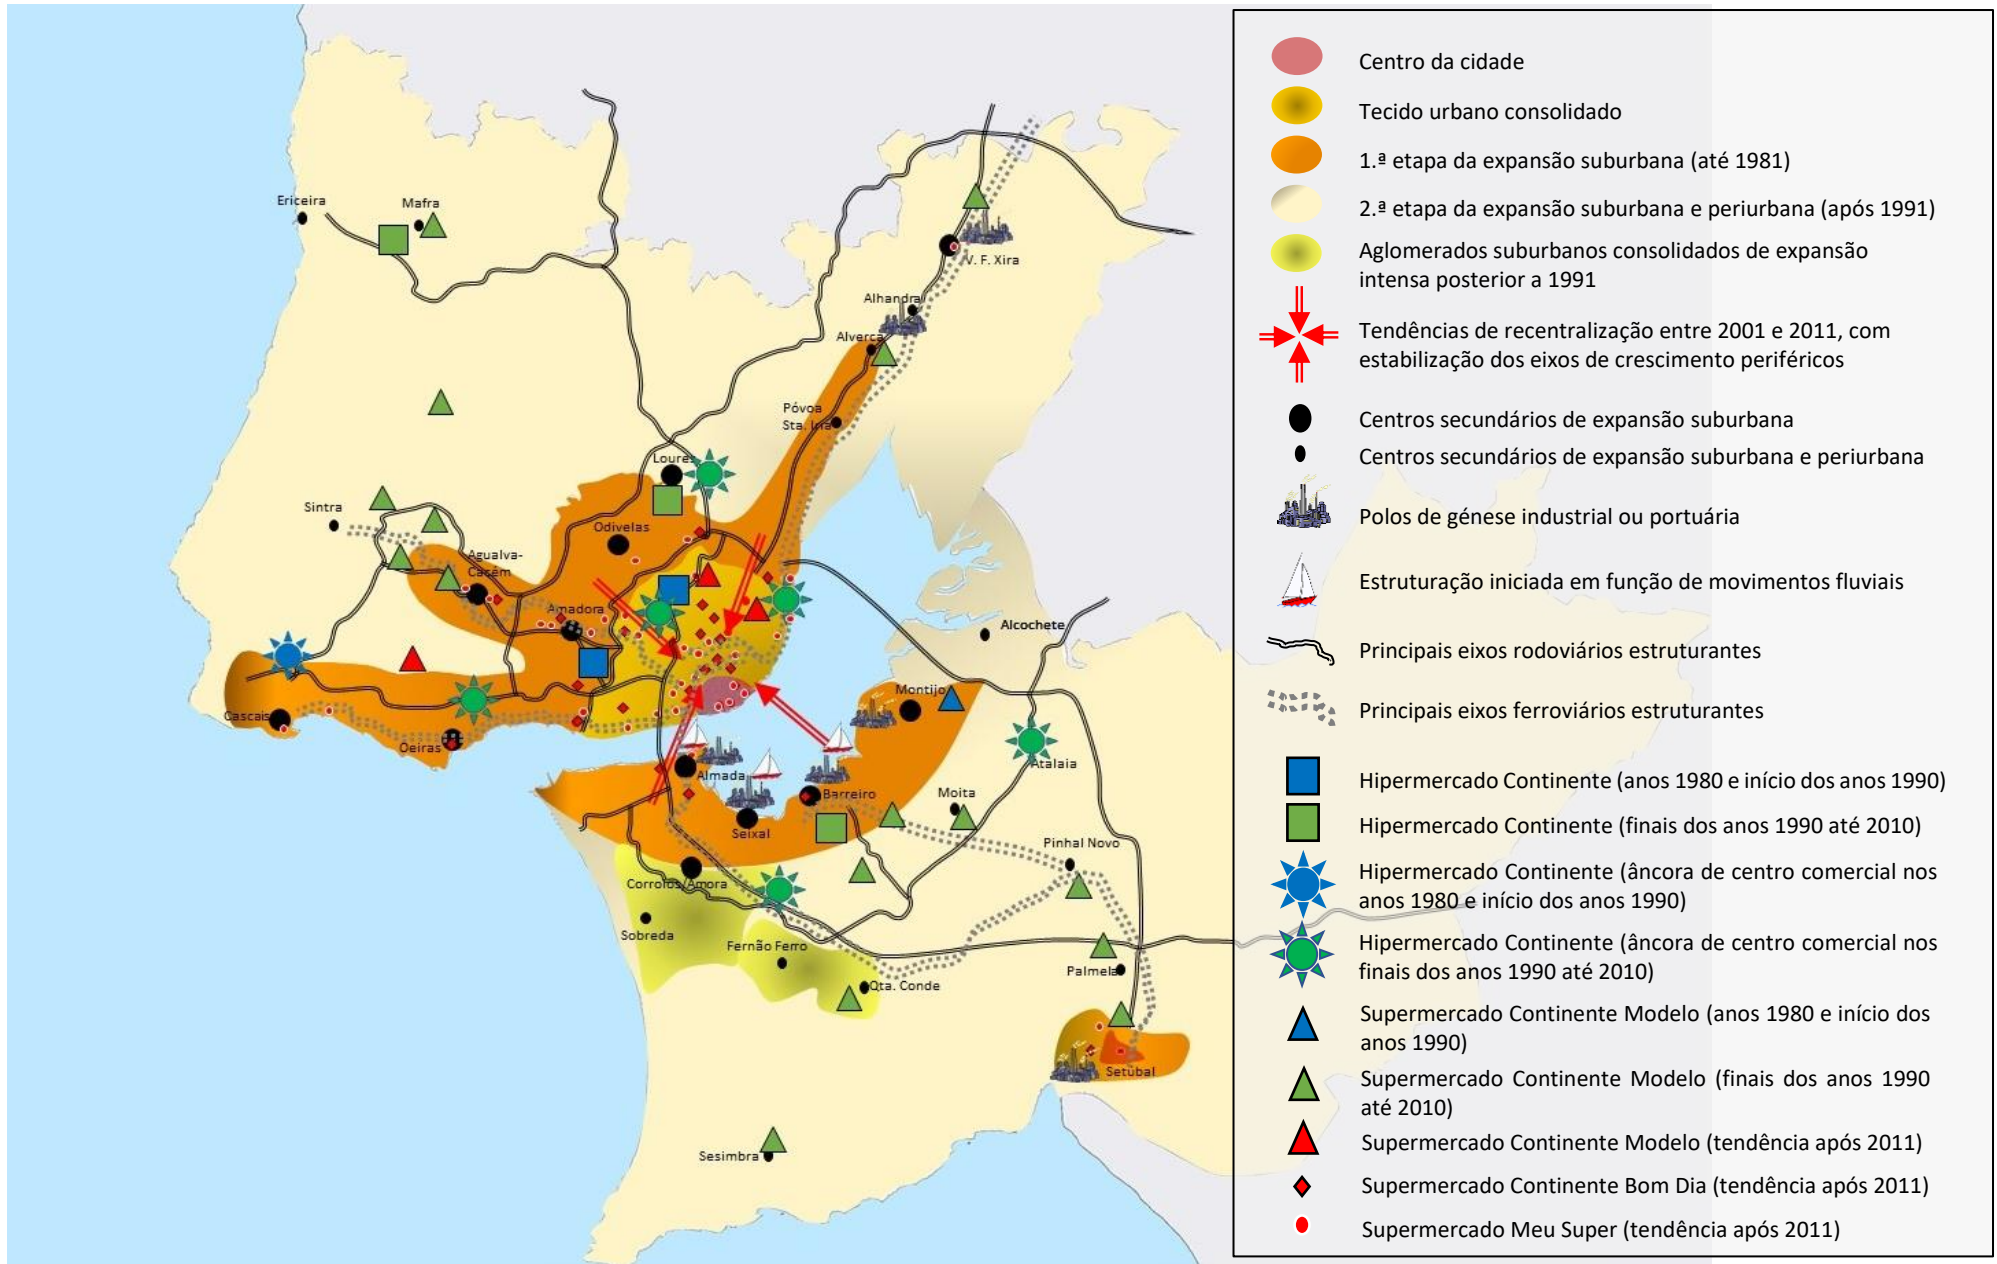 Ericeira
Mafra
V. F. Xira
Alhandra
Alverca
Póvoa
Sta. Iria
Loures
Sintra
Odivelas
Agualva-
Cacém
Amadora
Alcochete
Montijo
Cascais
Oeiras
Atalaia
Almada
Barreiro
Moita
Seixal
Pinhal Novo
Corroios/Amora
Sobreda
Fernão Ferro
Palmela
Qta. Conde
Setúbal
Sesimbra
Centro da cidade
Tecido urbano consolidado
1.ª etapa da expansão suburbana (até 1981)
2.ª etapa da expansão suburbana e periurbana (após 1991)
Aglomerados suburbanos consolidados de expansão
intensa posterior a 1991
Tendências de recentralização entre 2001 e 2011, com
estabilização dos eixos de crescimento periféricos
Centros secundários de expansão suburbana
Centros secundários de expansão suburbana e periurbana
Polos de génese industrial ou portuária
Estruturação iniciada em função de movimentos fluviais
Principais eixos rodoviários estruturantes
Principais eixos ferroviários estruturantes
Hipermercado Continente (anos 1980 e início dos anos 1990)
Hipermercado Continente (finais dos anos 1990 até 2010)
Hipermercado Continente (âncora de centro comercial nos
anos 1980 e início dos anos 1990)
Hipermercado Continente (âncora de centro comercial nos
finais dos anos 1990 até 2010)
Supermercado Continente Modelo (anos 1980 e início dos
anos 1990)
Supermercado Continente Modelo (finais dos anos 1990
até 2010)
Supermercado Continente Modelo (tendência após 2011)
Supermercado Continente Bom Dia (tendência após 2011)
Supermercado Meu Super (tendência após 2011)